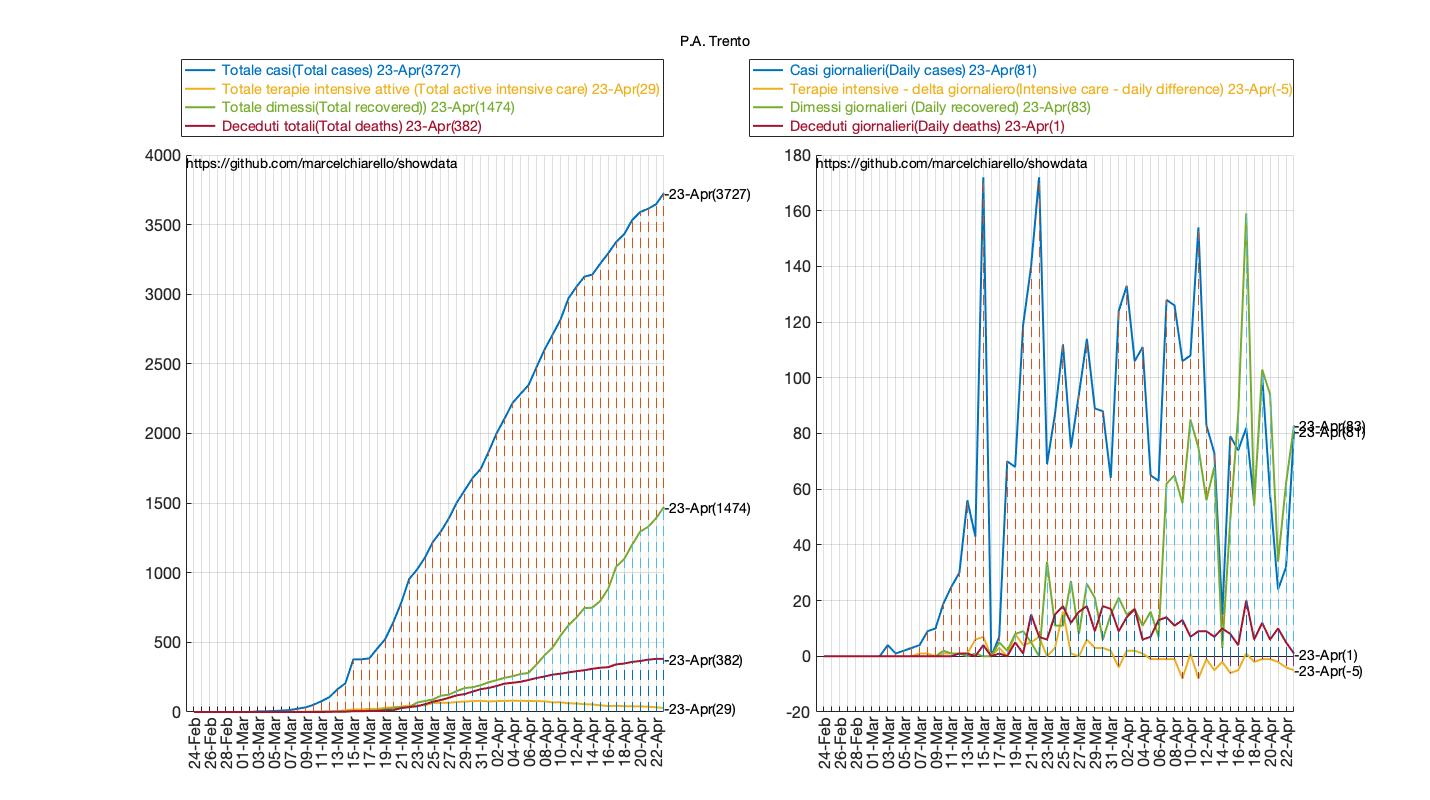 P.A. Trento
Totale casi(Total cases) 23-Apr(3727)
Totale terapie intensive attive (Total active intensive care) 23-Apr(29)
Totale dimessi(Total recovered)) 23-Apr(1474)
Deceduti totali(Total deaths) 23-Apr(382)
https://github.com/marcelchiarello/showdata
4000
3500
3000
2500
2000
1500
1000
500
0
-23-Apr(3727)
-23-Apr(1474)
-23-Apr(382)
-23-Apr(29)
24-Feb
26-Feb
28-Feb
01-Mar
03-Mar
05-Mar
07-Mar
09-Mar
11-Mar
13-Mar
15-Mar
17-Mar
19-Mar
21-Mar
23-Mar
25-Mar
27-Mar
29-Mar
31-Mar
02-Apr
04-Apr
06-Apr
08-Apr
10-Apr
12-Apr
14-Apr
16-Apr
18-Apr
20-Apr
22-Apr
Casi giornalieri(Daily cases) 23-Apr(81)
Terapie intensive - delta giornaliero(Intensive care - daily difference) 23-Apr(-5)
Dimessi giornalieri (Daily recovered) 23-Apr(83)
Deceduti giornalieri(Daily deaths) 23-Apr(1)
https://github.com/marcelchiarello/showdata
180
160
140
120
100
80
60
40
20
0
-20
-23-Apr(83)
-23-Apr(81)
-23-Apr(1)
-23-Apr(-5)
24-Feb
26-Feb
28-Feb
01-Mar
03-Mar
05-Mar
07-Mar
09-Mar
11-Mar
13-Mar
15-Mar
17-Mar
19-Mar
21-Mar
23-Mar
25-Mar
27-Mar
29-Mar
31-Mar
02-Apr
04-Apr
06-Apr
08-Apr
10-Apr
12-Apr
14-Apr
16-Apr
18-Apr
20-Apr
22-Apr